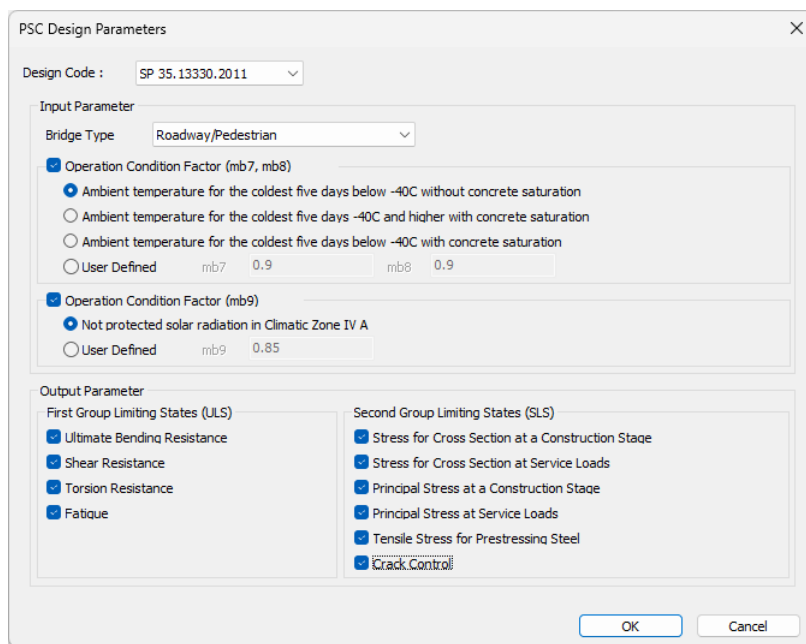 PSC Design Parameters
Design Code : SP 35.13330.2011
Input Parameter
Bridge Type Roadway/Pedestrian
Operation Condition Factor (mb7, mb8)
Ambient temperature for the coldest five days below -40C without concrete saturation
Ambient temperature for the coldest five days -40C and higher with concrete saturation
Ambient temperature for the coldest five days below -40C with concrete saturation
User Defined mb7 0.9 mb8 0.9
Operation Condition Factor (mb9)
Not protected solar radiation in Climatic Zone IV A
User Defined mb9 0.85
Output Parameter
First Group Limiting States (ULS)
Ultimate Bending Resistance
Shear Resistance
Torsion Resistance
Fatigue
Second Group Limiting States (SLS)
Stress for Cross Section at a Construction Stage
Stress for Cross Section at Service Loads
Principal Stress at a Construction Stage
Principal Stress at Service Loads
Tensile Stress for Prestressing Steel
Crack Control
OK Cancel